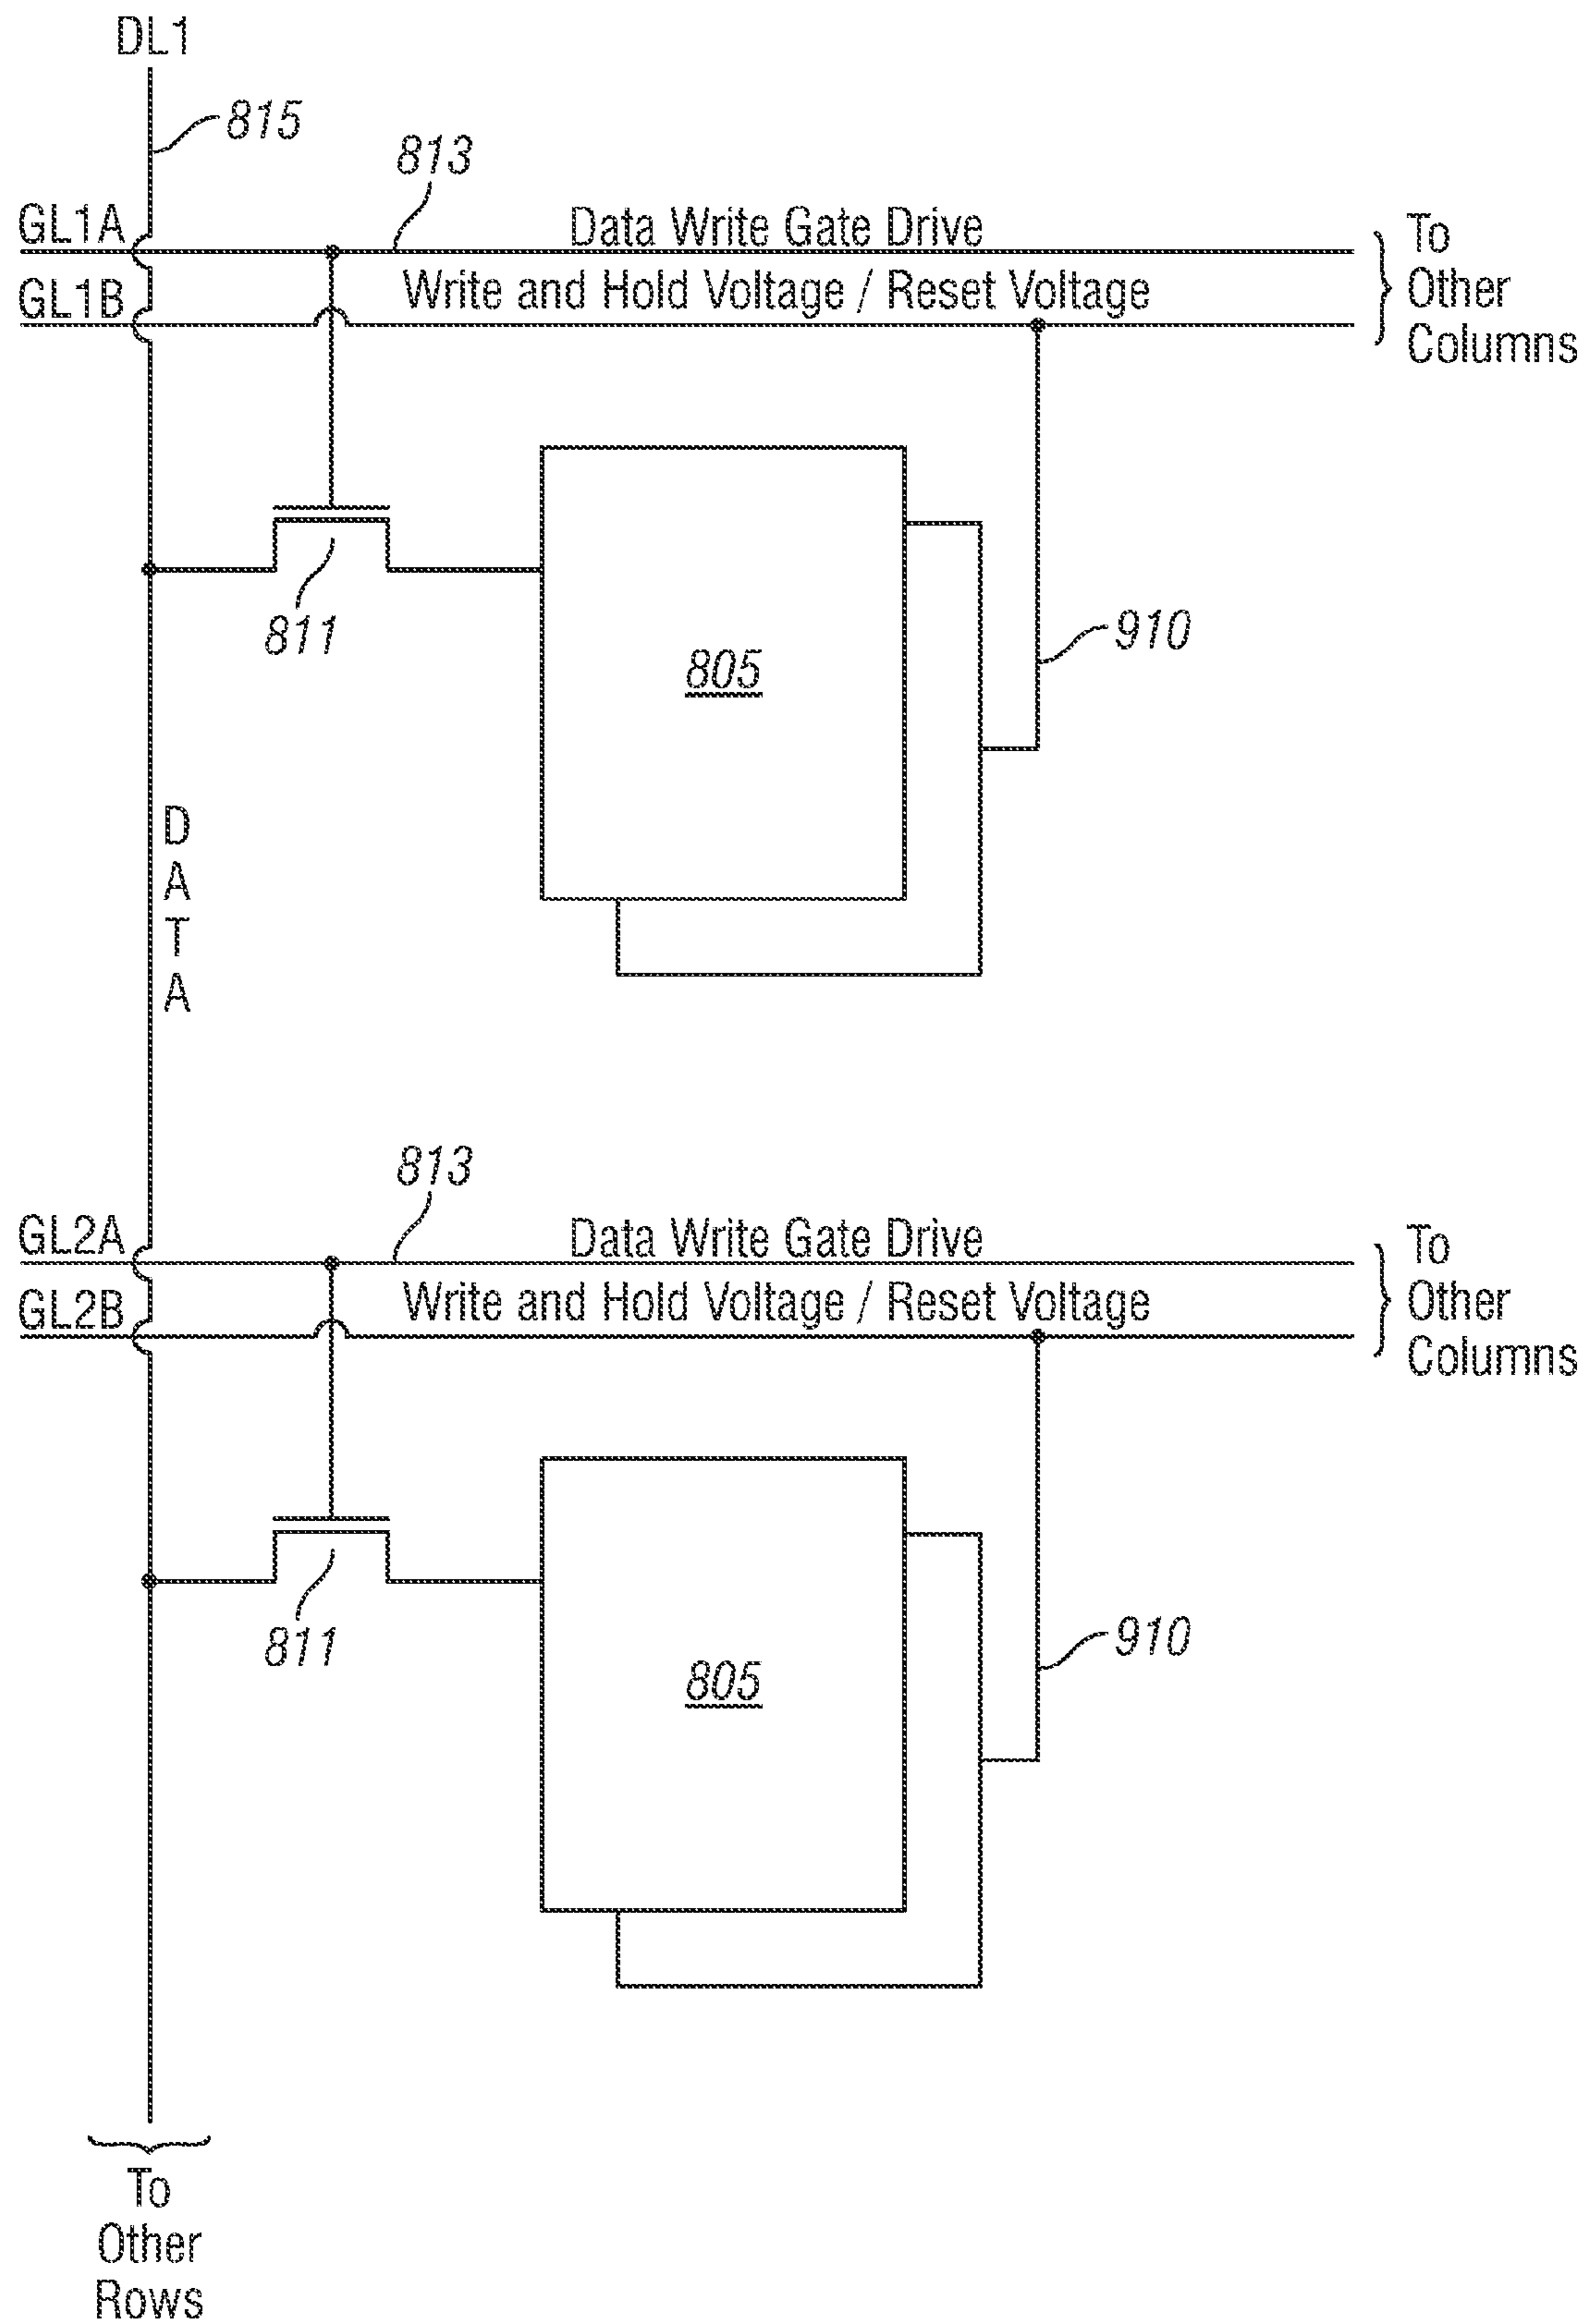 DL1
815
813
GL1A
Data Write Gate Drive
GL1B
Write and Hold Voltage / Reset Voltage
To
Other
Columns
811
805
910
D
A
T
A
813
GL2A
Data Write Gate Drive
GL2B
Write and Hold Voltage / Reset Voltage
To
Other
Columns
811
805
910
To
Other
Rows